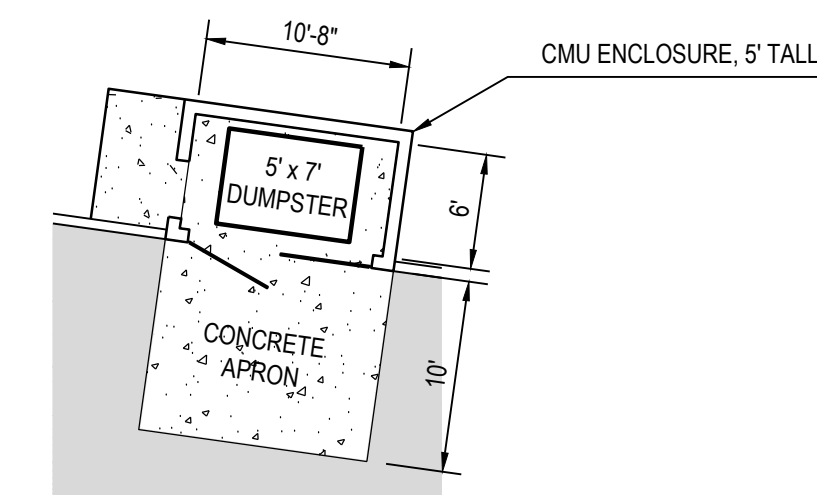 10'-8"
CMU ENCLOSURE, 5' TALL
5' x 7'
DUMPSTER
6'
CONCRETE
APRON
10'